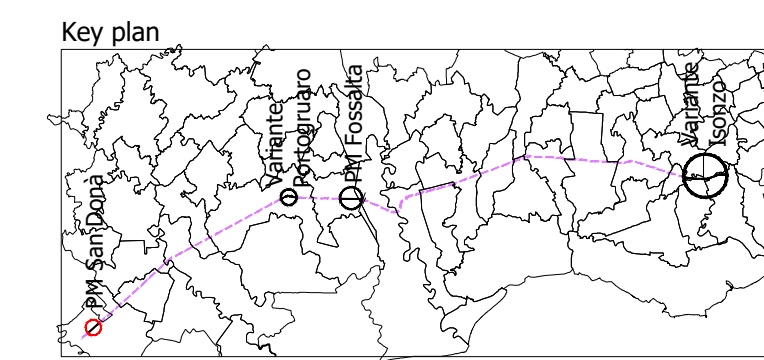 Key plan
PM San Donà
Variante
Portogruaro
PM Fossalta
Variante
Isonzo